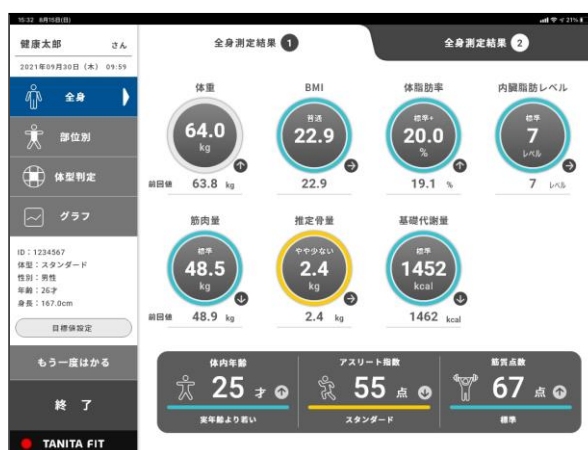 15:32 8月15日(日)
21%
健康太郎 さん
2021年09月30日（木） 09:59
全身
部位別
体型判定
グラフ
ID：1234567
体型：スタンダード
性別：男性
年齢：26才
身長：167.0cm
目標値設定
もう一度はかる
終 了
TANITA FIT
全身測定結果 1
全身測定結果 2
体重
64.0
kg
前回値 63.8 kg
BMI
普通
22.9
22.9
体脂肪率
標準+
20.0
%
19.1 %
内臓脂肪レベル
標準
7
レベル
7 レベル
筋肉量
標準
48.5
kg
前回値 48.9 kg
推定骨量
やや少ない
2.4
kg
2.4 kg
基礎代謝量
標準
1452
kcal
1462 kcal
体内年齢
25 才
実年齢より若い
アスリート指数
55 点
スタンダード
筋質点数
67 点
標準